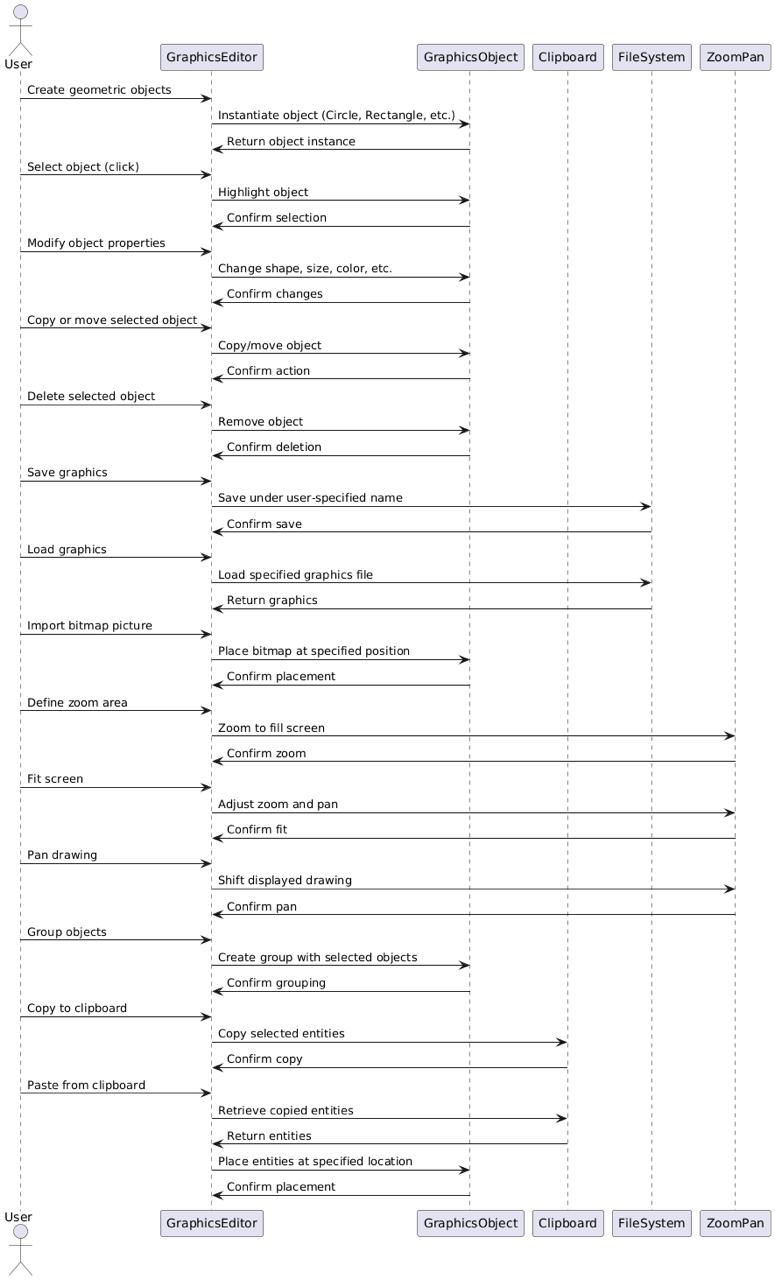 User
GraphicsEditor
GraphicsObject
Clipboard
FileSystem
ZoomPan
Create geometric objects
Instantiate object (Circle, Rectangle, etc.)
Return object instance
Select object (click)
Highlight object
Confirm selection
Modify object properties
Change shape, size, color, etc.
Confirm changes
Copy or move selected object
Copy/move object
Confirm action
Delete selected object
Remove object
Confirm deletion
Save graphics
Save under user-specified name
Confirm save
Load graphics
Load specified graphics file
Return graphics
Import bitmap picture
Place bitmap at specified position
Confirm placement
Define zoom area
Zoom to fill screen
Confirm zoom
Fit screen
Adjust zoom and pan
Confirm fit
Pan drawing
Shift displayed drawing
Confirm pan
Group objects
Create group with selected objects
Confirm grouping
Copy to clipboard
Copy selected entities
Confirm copy
Paste from clipboard
Retrieve copied entities
Return entities
Place entities at specified location
Confirm placement
User
GraphicsEditor
GraphicsObject
Clipboard
FileSystem
ZoomPan